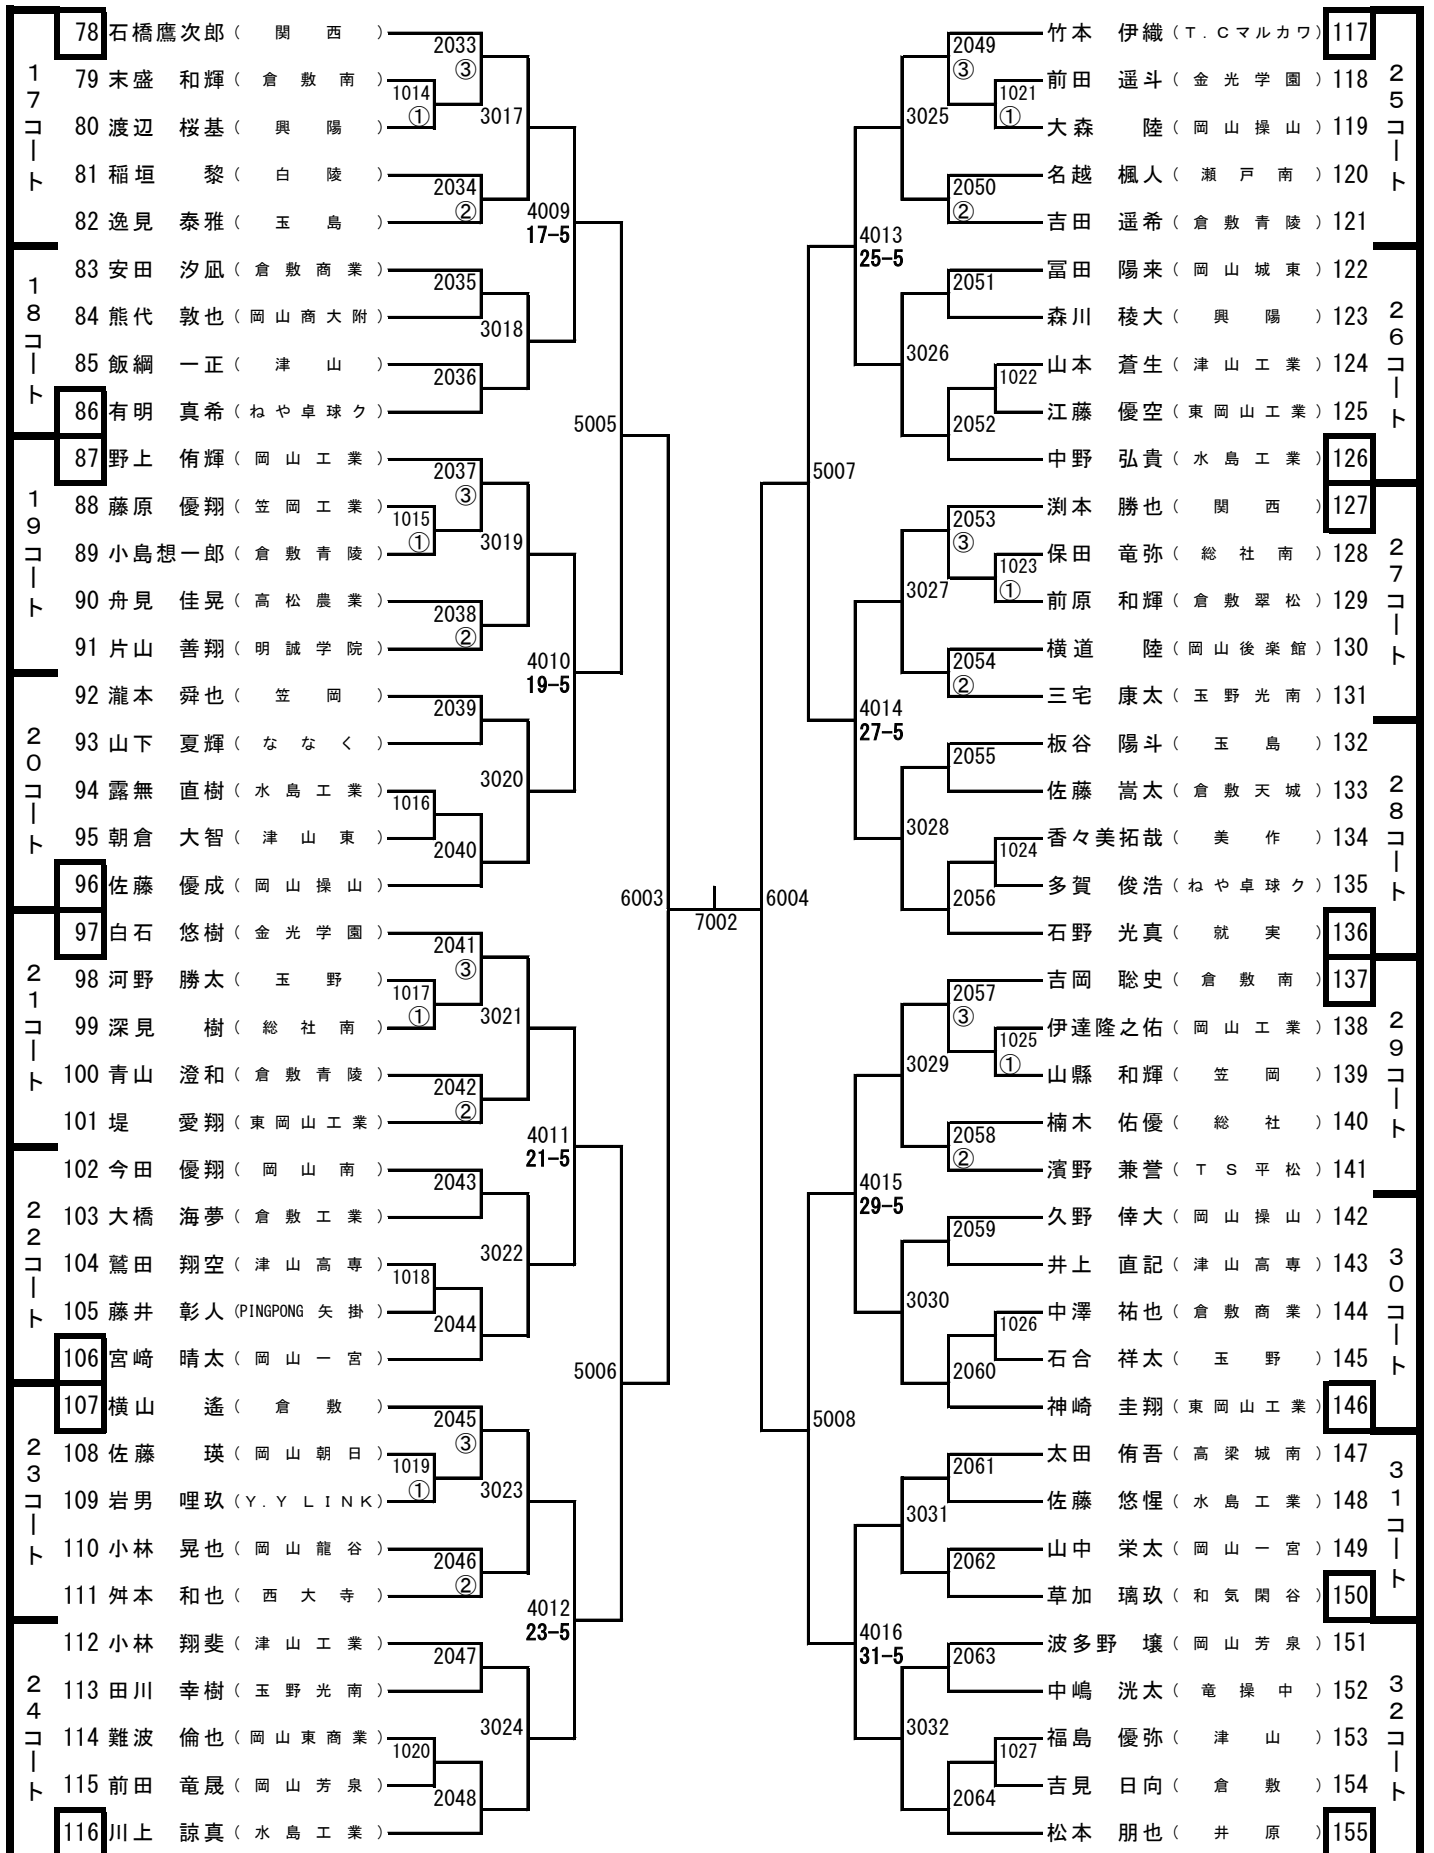 17コート
78 石橋鷹次郎 (関西)
79 末盛 和輝 (倉敷南)
80 渡辺 桜基 (興陽)
81 稲垣 黎 (白陵)
82 逸見 泰雅 (玉島)
2033
③
1014
①
3017
2034
②
4009
17-5
18コート
83 安田 汐凪 (倉敷商業)
84 熊代 敦也 (岡山商大附)
85 飯綱 一正 (津山)
86 有明 真希 (ねや卓球ク)
2035
3018
2036
5005
19コート
87 野上 侑輝 (岡山工業)
88 藤原 優翔 (笠岡工業)
89 小島想一郎 (倉敷青陵)
90 舟見 佳晃 (高松農業)
91 片山 善翔 (明誠学院)
2037
③
1015
①
3019
2038
②
4010
19-5
20コート
92 瀧本 舜也 (笠岡)
93 山下 夏輝 (ななく)
94 露無 直樹 (水島工業)
95 朝倉 大智 (津山東)
96 佐藤 優成 (岡山操山)
2039
3020
1016
2040
6003
7002
21コート
97 白石 悠樹 (金光学園)
98 河野 勝太 (玉野)
99 深見 樹 (総社南)
100 青山 澄和 (倉敷青陵)
101 堤 愛翔 (東岡山工業)
2041
③
1017
①
3021
2042
②
4011
21-5
22コート
102 今田 優翔 (岡山南)
103 大橋 海夢 (倉敷工業)
104 鷲田 翔空 (津山高専)
105 藤井 彰人 (PINGPONG 矢掛)
106 宮﨑 晴太 (岡山一宮)
2043
3022
1018
2044
5006
23コート
107 横山 遙 (倉敷)
108 佐藤 瑛 (岡山朝日)
109 岩男 哩玖 (Y.Y LINK)
110 小林 晃也 (岡山龍谷)
111 舛本 和也 (西大寺)
2045
③
1019
①
3023
2046
②
4012
23-5
24コート
112 小林 翔斐 (津山工業)
113 田川 幸樹 (玉野光南)
114 難波 倫也 (岡山東商業)
115 前田 竜晟 (岡山芳泉)
116 川上 諒真 (水島工業)
2047
3024
1020
2048
25コート
竹本 伊織 (T.Cマルカワ) 117
前田 遥斗 (金光学園) 118
大森 陸 (岡山操山) 119
名越 楓人 (瀬戸南) 120
吉田 遥希 (倉敷青陵) 121
2049
③
1021
①
3025
2050
②
4013
25-5
26コート
冨田 陽来 (岡山城東) 122
森川 稜大 (興陽) 123
山本 蒼生 (津山工業) 124
江藤 優空 (東岡山工業) 125
中野 弘貴 (水島工業) 126
2051
3026
1022
2052
5007
27コート
渕本 勝也 (関西) 127
保田 竜弥 (総社南) 128
前原 和輝 (倉敷翠松) 129
横道 陸 (岡山後楽館) 130
三宅 康太 (玉野光南) 131
2053
③
1023
①
3027
2054
②
4014
27-5
28コート
板谷 陽斗 (玉島) 132
佐藤 嵩太 (倉敷天城) 133
香々美拓哉 (美作) 134
多賀 俊浩 (ねや卓球ク) 135
石野 光真 (就実) 136
2055
3028
1024
2056
6004
29コート
吉岡 聡史 (倉敷南) 137
伊達隆之佑 (岡山工業) 138
山縣 和輝 (笠岡) 139
楠木 佑優 (総社) 140
濱野 兼誉 (TS平松) 141
2057
③
1025
①
3029
2058
②
4015
29-5
30コート
久野 倖大 (岡山操山) 142
井上 直記 (津山高専) 143
中澤 祐也 (倉敷商業) 144
石合 祥太 (玉野) 145
神崎 圭翔 (東岡山工業) 146
2059
3030
1026
2060
5008
31コート
太田 侑吾 (高梁城南) 147
佐藤 悠惺 (水島工業) 148
山中 栄太 (岡山一宮) 149
草加 璃玖 (和気閑谷) 150
2061
3031
2062
4016
31-5
32コート
波多野 壌 (岡山芳泉) 151
中嶋 洸太 (竜操中) 152
福島 優弥 (津山) 153
吉見 日向 (倉敷) 154
松本 朋也 (井原) 155
2063
3032
1027
2064